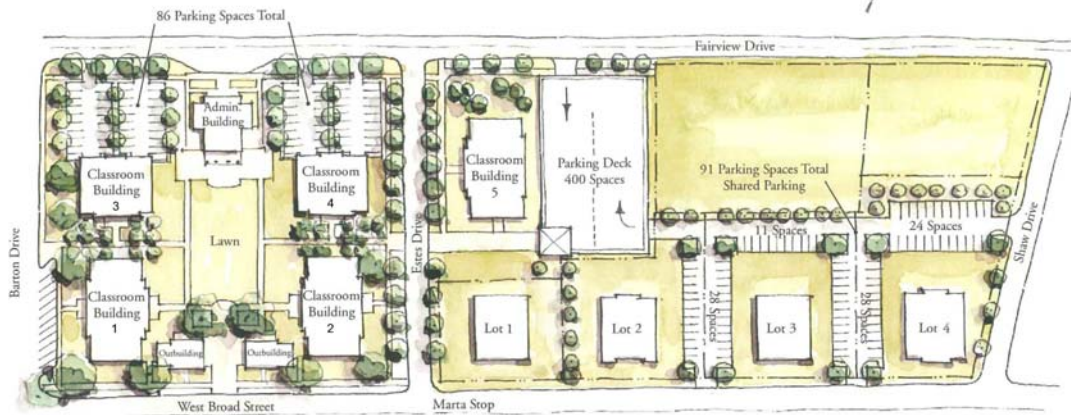 86 Parking Spaces Total
Fairview Drive
Admin.
Building
Classroom
Building
3
Classroom
Building
4
Classroom
Building
5
Parking Deck
400 Spaces
91 Parking Spaces Total
Shared Parking
11 Spaces
24 Spaces
Lawn
Barton Drive
Estes Drive
Shaw Drive
Classroom
Building
1
Classroom
Building
2
Outbuilding
Outbuilding
Lot 1
Lot 2
28 Spaces
Lot 3
28 Spaces
Lot 4
West Broad Street
Marta Stop